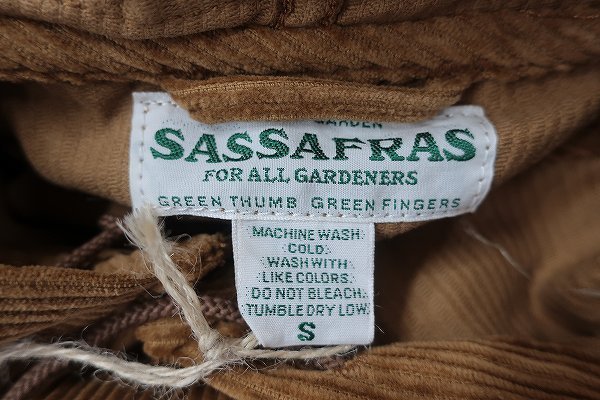 GARDEN
SASSAFRAS
FOR ALL GARDENERS
GREEN THUMB GREEN FINGERS
MACHINE WASH
COLD.
WASH WITH
LIKE COLORS.
DO NOT BLEACH.
TUMBLE DRY LOW.
S